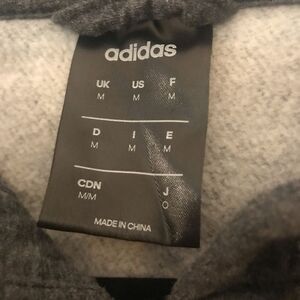 adidas
UK US F
M M M
D I E
M M M
CDN J
M/M O
MADE IN CHINA